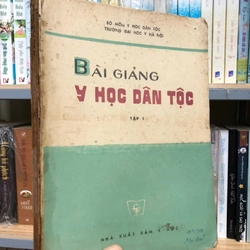 BỘ MÔN Y HỌC DÂN TỘC
TRƯỜNG ĐẠI HỌC Y HÀ NỘI
BÀI GIẢNG
Y HỌC DÂN TỘC
TẬP I
NHÀ XUẤT BẢN Y HỌC